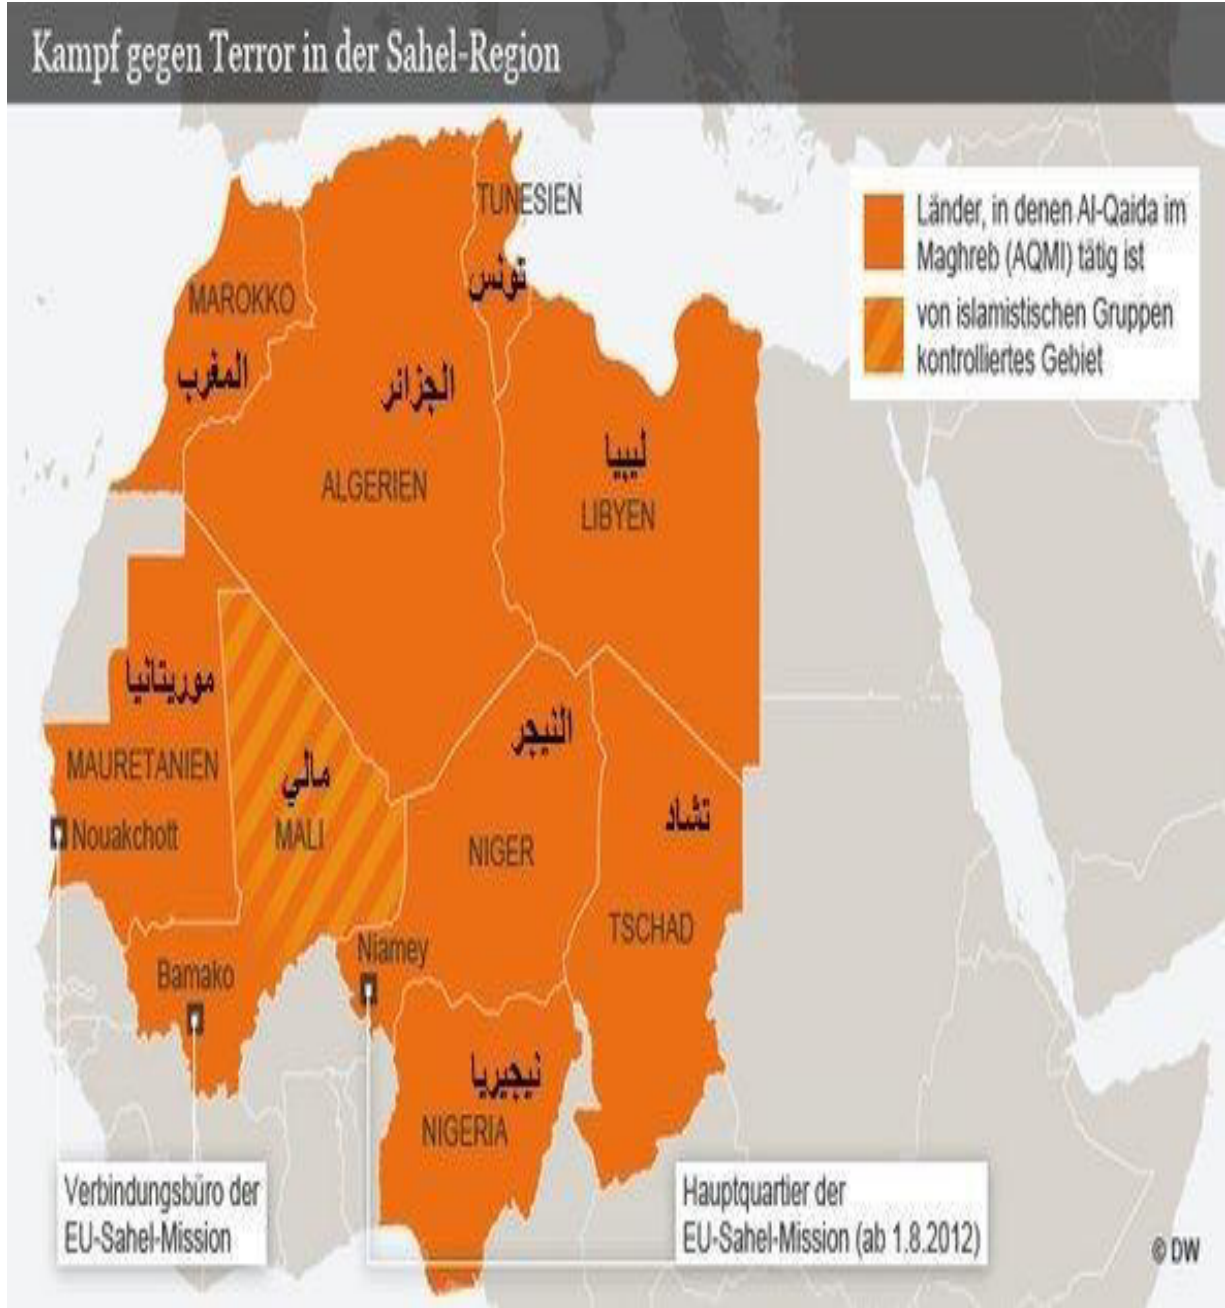 Kampf gegen Terror in der Sahel-Region
Länder, in denen Al-Qaida im
Maghreb (AQMI) tätig ist
von islamistischen Gruppen
kontrolliertes Gebiet
TUNESIEN
تونس
MAROKKO
المغرب
الجزائر
ALGERIEN
ليبيا
LIBYEN
موريتانيا
MAURETANIEN
Nouakchott
مالي
MALI
النيجر
NIGER
تشاد
TSCHAD
Bamako
Niamey
نيجيريا
NIGERIA
Verbindungsbüro der
EU-Sahel-Mission
Hauptquartier der
EU-Sahel-Mission (ab 1.8.2012)
© DW